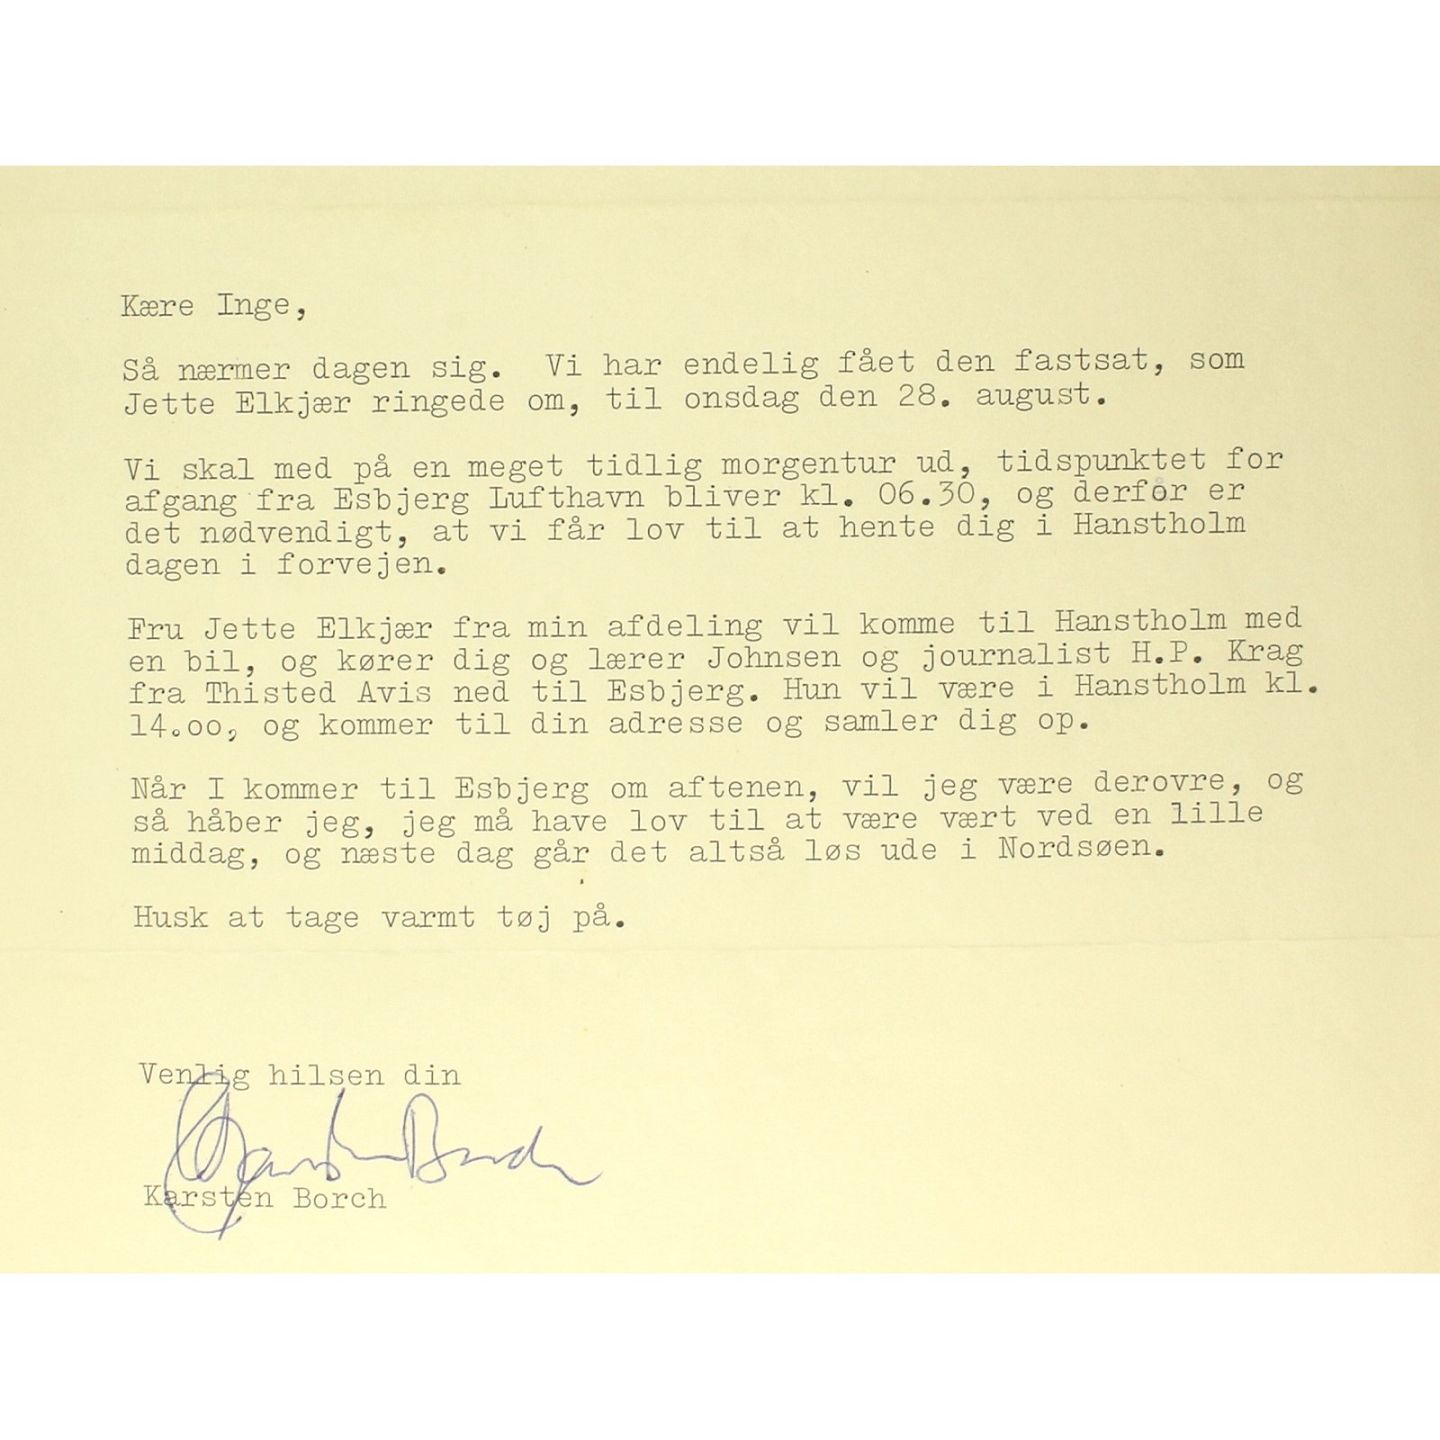 Kære Inge,
Så nærmer dagen sig. Vi har endelig fået den fastsat, som
Jette Elkjær ringede om, til onsdag den 28. august.
Vi skal med på en meget tidlig morgentur ud, tidspunktet for
afgang fra Esbjerg Lufthavn bliver kl. 06.30, og derfor er
det nødvendigt, at vi får lov til at hente dig i Hanstholm
dagen i forvejen.
Fru Jette Elkjær fra min afdeling vil komme til Hanstholm med
en bil, og kører dig og lærer Johnsen og journalist H.P. Krag
fra Thisted Avis ned til Esbjerg. Hun vil være i Hanstholm kl.
14.oo, og kommer til din adresse og samler dig op.
Når I kommer til Esbjerg om aftenen, vil jeg være derovre, og
så håber jeg, jeg må have lov til at være vært ved en lille
middag, og næste dag går det altså løs ude i Nordsøen.
Husk at tage varmt tøj på.
Venlig hilsen din
Karsten Borch
Karsten Borch